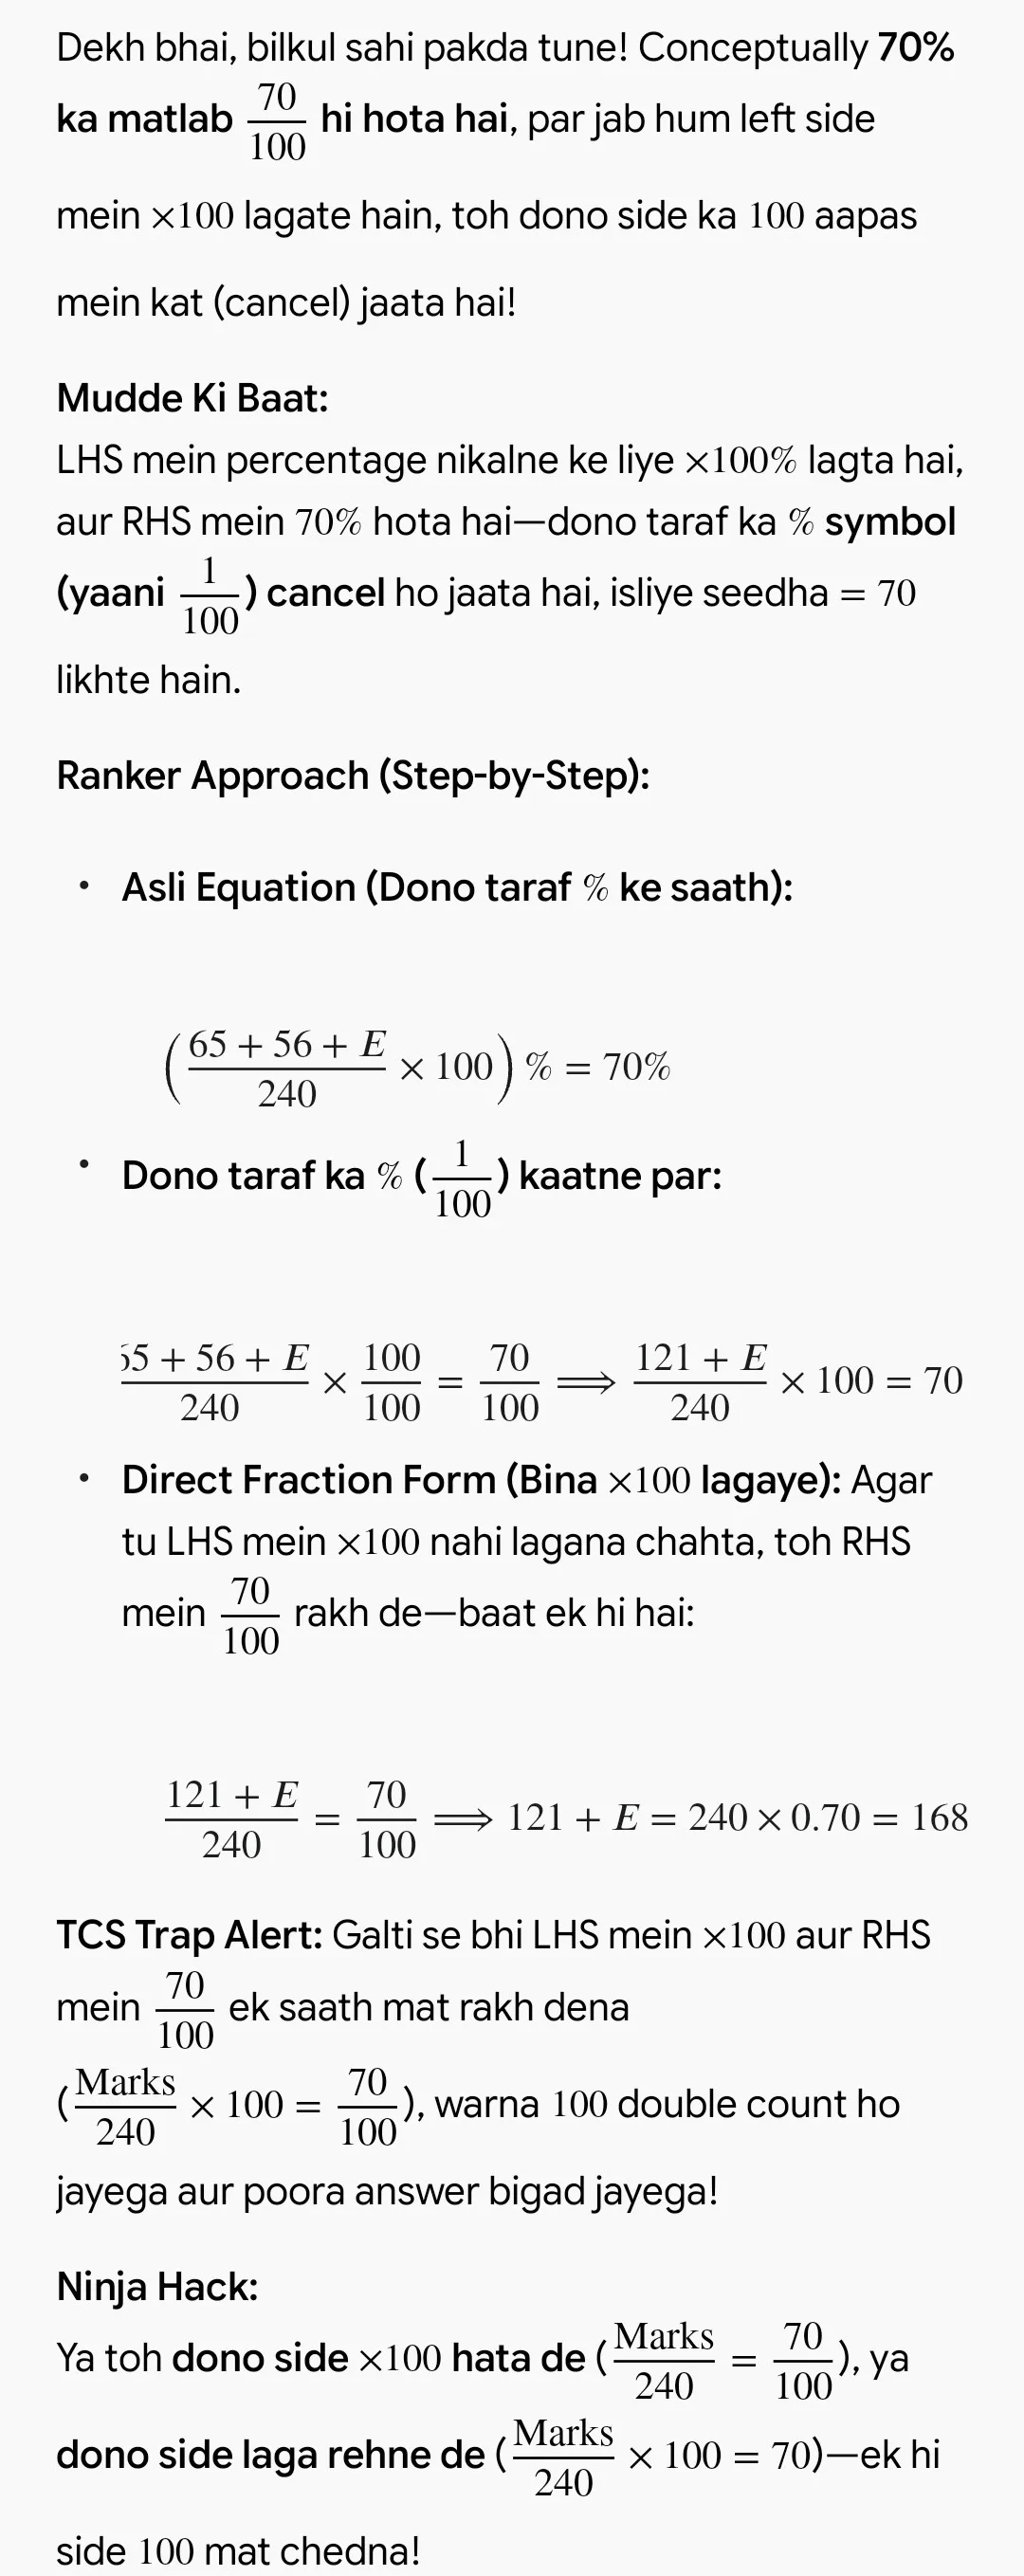 Dekh bhai, bilkul sahi pakda tune! Conceptually 70%
ka matlab 70/100 hi hota hai, par jab hum left side
mein ×100 lagate hain, toh dono side ka 100 aapas
mein kat (cancel) jaata hai!
Mudde Ki Baat:
LHS mein percentage nikalne ke liye ×100% lagta hai,
aur RHS mein 70% hota hai—dono taraf ka % symbol
(yaani 1/100) cancel ho jaata hai, isliye seedha = 70
likhte hain.
Ranker Approach (Step-by-Step):
• Asli Equation (Dono taraf % ke saath):
((65 + 56 + E)/240 × 100) % = 70%
• Dono taraf ka % (1/100) kaatne par:
(5 + 56 + E)/240 × 100/100 = 70/100 ⟹ (121 + E)/240 × 100 = 70
• Direct Fraction Form (Bina ×100 lagaye): Agar
tu LHS mein ×100 nahi lagana chahta, toh RHS
mein 70/100 rakh de—baat ek hi hai:
(121 + E)/240 = 70/100 ⟹ 121 + E = 240 × 0.70 = 168
TCS Trap Alert: Galti se bhi LHS mein ×100 aur RHS
mein 70/100 ek saath mat rakh dena
(Marks/240 × 100 = 70/100), warna 100 double count ho
jayega aur poora answer bigad jayega!
Ninja Hack:
Ya toh dono side ×100 hata de (Marks/240 = 70/100), ya
dono side laga rehne de (Marks/240 × 100 = 70)—ek hi
side 100 mat chedna!